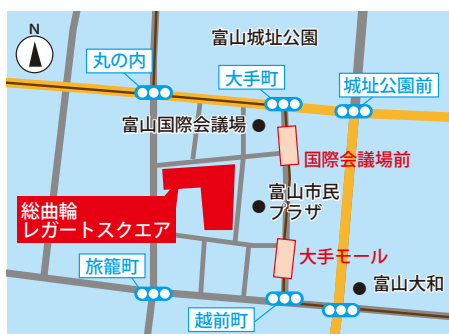 N
富山城址公園
丸の内
大手町
城址公園前
富山国際会議場
国際会議場前
総曲輪
レガートスクエア
富山市民
プラザ
大手モール
旅籠町
富山大和
越前町